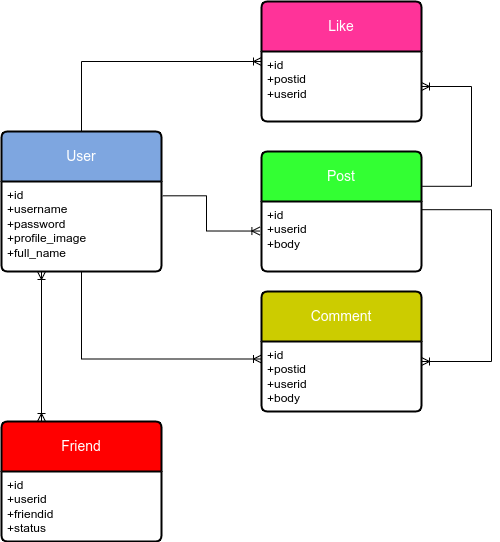 Like
+id
+postid
+userid
User
+id
+username
+password
+profile_image
+full_name
Post
+id
+userid
+body
Comment
+id
+postid
+userid
+body
Friend
+id
+userid
+friendid
+status